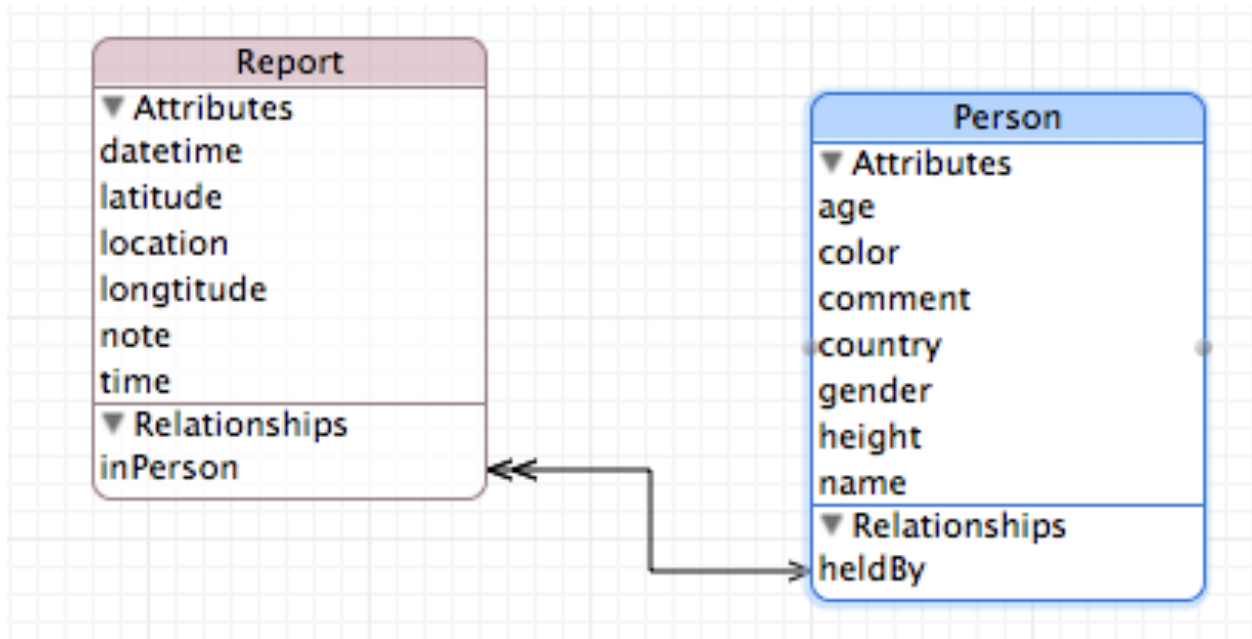 Report
Attributes
datetime
latitude
location
longtitude
note
time
Relationships
inPerson
Person
Attributes
age
color
comment
country
gender
height
name
Relationships
heldBy